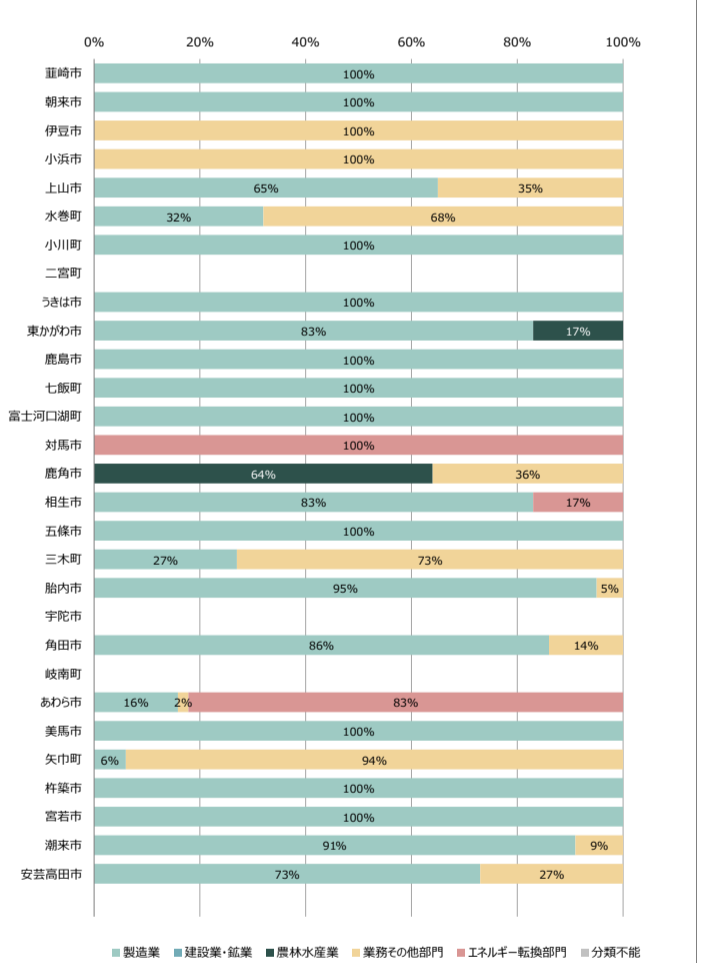 0% 20% 40% 60% 80% 100%
韮崎市 100%
朝来市 100%
伊豆市 100%
小浜市 100%
上山市 65% 35%
水巻町 32% 68%
小川町 100%
二宮町
うきは市 100%
東かがわ市 83% 17%
鹿島市 100%
七飯町 100%
富士河口湖町 100%
対馬市 100%
鹿角市 64% 36%
相生市 83% 17%
五條市 100%
三木町 27% 73%
胎内市 95% 5%
宇陀市
角田市 86% 14%
岐南町
あわら市 16% 2% 83%
美馬市 100%
矢巾町 6% 94%
杵築市 100%
宮若市 100%
潮来市 91% 9%
安芸高田市 73% 27%
製造業 建設業・鉱業 農林水産業 業務その他部門 エネルギー転換部門 分類不能